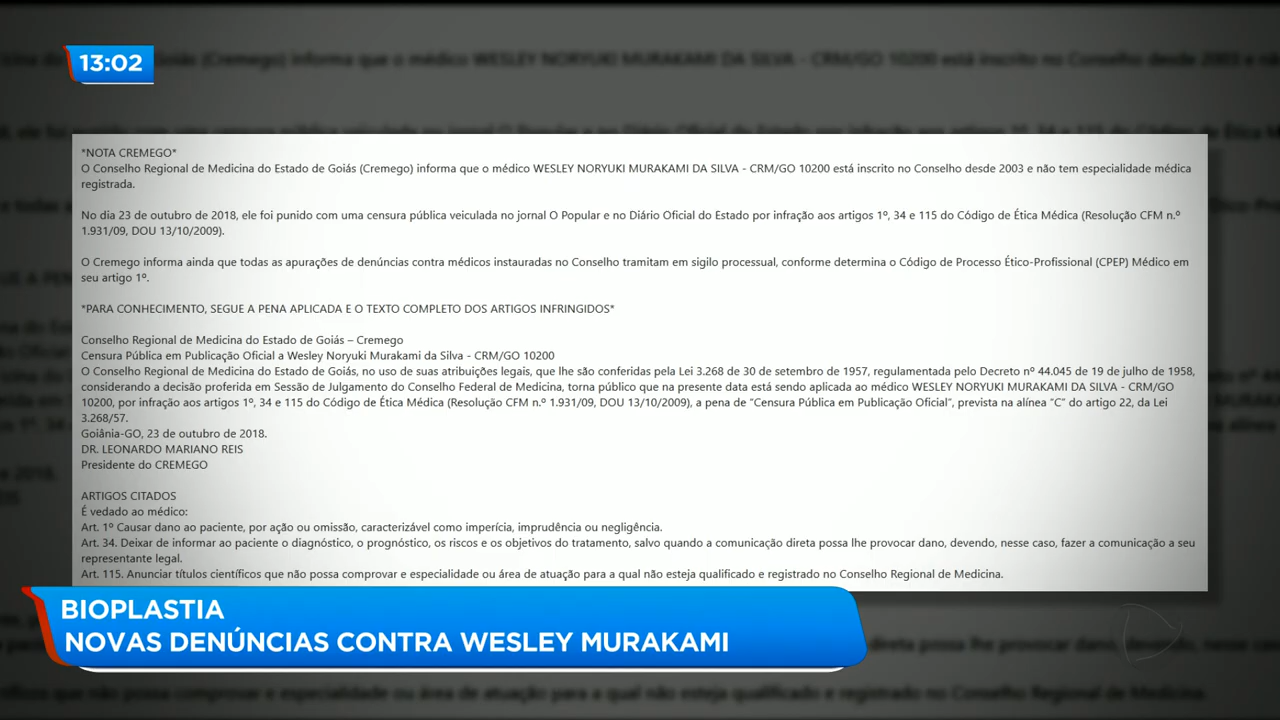 13:02
*NOTA CREMEGO*
O Conselho Regional de Medicina do Estado de Goiás (Cremego) informa que o médico WESLEY NORYUKI MURAKAMI DA SILVA - CRM/GO 10200 está inscrito no Conselho desde 2003 e não tem especialidade médica
registrada.
No dia 23 de outubro de 2018, ele foi punido com uma censura pública veiculada no jornal O Popular e no Diário Oficial do Estado por infração aos artigos 1º, 34 e 115 do Código de Ética Médica (Resolução CFM n.º
1.931/09, DOU 13/10/2009).
O Cremego informa ainda que todas as apurações de denúncias contra médicos instauradas no Conselho tramitam em sigilo processual, conforme determina o Código de Processo Ético-Profissional (CPEP) Médico em
seu artigo 1º.
*PARA CONHECIMENTO, SEGUE A PENA APLICADA E O TEXTO COMPLETO DOS ARTIGOS INFRINGIDOS*
Conselho Regional de Medicina do Estado de Goiás – Cremego
Censura Pública em Publicação Oficial a Wesley Noryuki Murakami da Silva - CRM/GO 10200
O Conselho Regional de Medicina do Estado de Goiás, no uso de suas atribuições legais, que lhe são conferidas pela Lei 3.268 de 30 de setembro de 1957, regulamentada pelo Decreto nº 44.045 de 19 de julho de 1958,
considerando a decisão proferida em Sessão de Julgamento do Conselho Federal de Medicina, torna público que na presente data está sendo aplicada ao médico WESLEY NORYUKI MURAKAMI DA SILVA - CRM/GO
10200, por infração aos artigos 1º, 34 e 115 do Código de Ética Médica (Resolução CFM n.º 1.931/09, DOU 13/10/2009), a pena de “Censura Pública em Publicação Oficial”, prevista na alínea “C” do artigo 22, da Lei
3.268/57.
Goiânia-GO, 23 de outubro de 2018.
DR. LEONARDO MARIANO REIS
Presidente do CREMEGO
ARTIGOS CITADOS
É vedado ao médico:
Art. 1º Causar dano ao paciente, por ação ou omissão, caracterizável como imperícia, imprudência ou negligência.
Art. 34. Deixar de informar ao paciente o diagnóstico, o prognóstico, os riscos e os objetivos do tratamento, salvo quando a comunicação direta possa lhe provocar dano, devendo, nesse caso, fazer a comunicação a seu
representante legal.
Art. 115. Anunciar títulos científicos que não possa comprovar e especialidade ou área de atuação para a qual não esteja qualificado e registrado no Conselho Regional de Medicina.
BIOPLASTIA
NOVAS DENÚNCIAS CONTRA WESLEY MURAKAMI